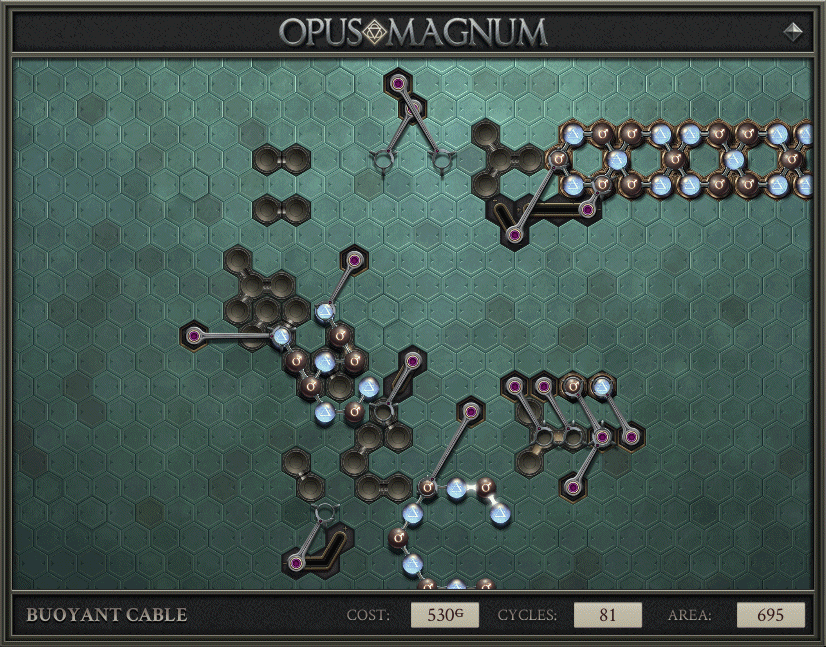 OPUS MAGNUM
BUOYANT CABLE
COST: 530G
CYCLES: 81
AREA: 695